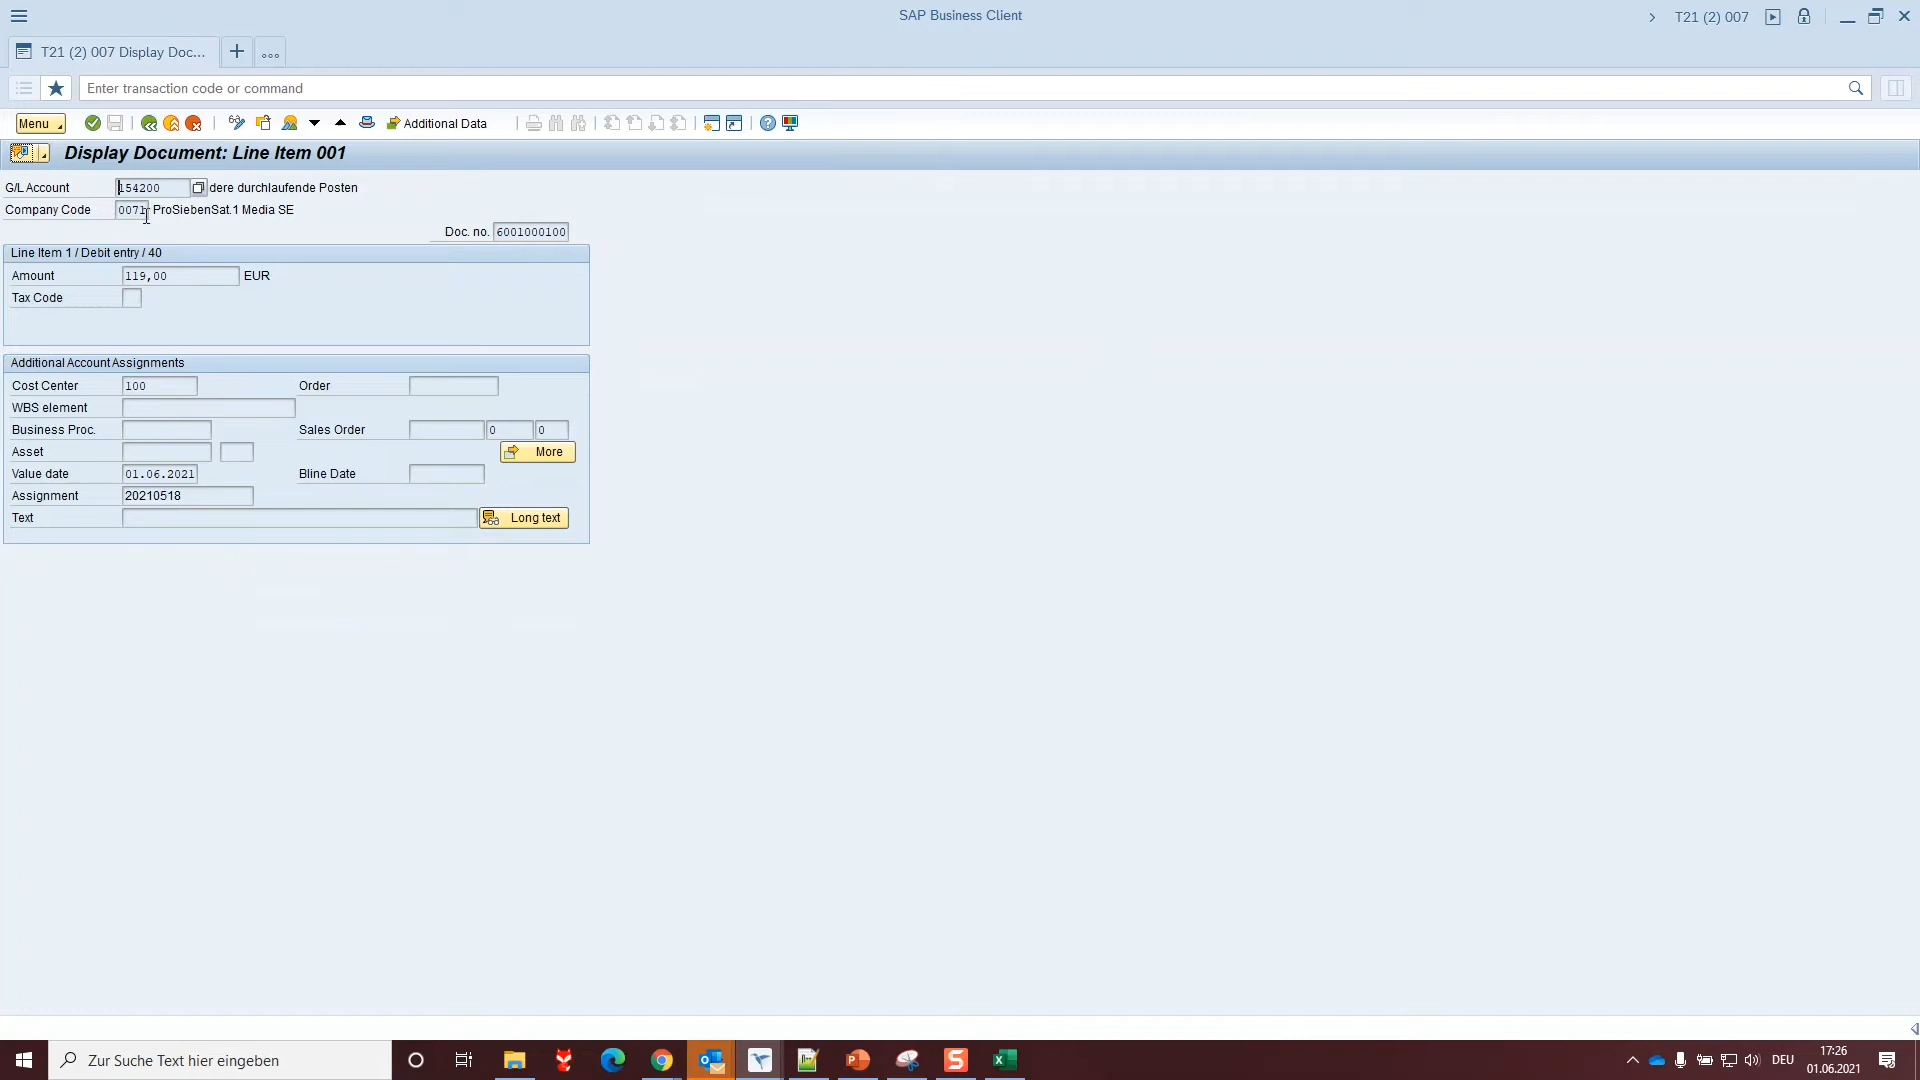 SAP Business Client
T21 (2) 007
T21 (2) 007 Display Doc...
Enter transaction code or command
Menu
Additional Data
Display Document: Line Item 001
G/L Account 154200 dere durchlaufende Posten
Company Code 0071 ProSiebenSat.1 Media SE
Doc. no. 6001000100
Line Item 1 / Debit entry / 40
Amount 119,00 EUR
Tax Code
Additional Account Assignments
Cost Center 100 Order
WBS element
Business Proc. Sales Order 0 0
Asset More
Value date 01.06.2021 Bline Date
Assignment 20210518
Text Long text
Zur Suche Text hier eingeben
DEU
17:26
01.06.2021